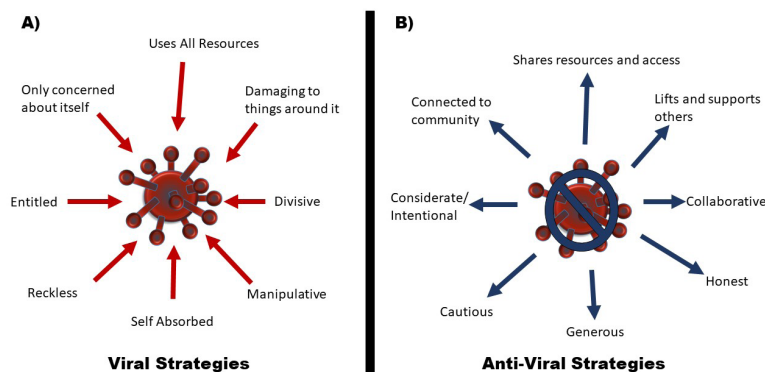 A)
Uses All Resources
Only concerned
about itself
Damaging to
things around it
Entitled
Divisive
Reckless
Manipulative
Self Absorbed
Viral Strategies
B)
Shares resources and access
Connected to
community
Lifts and supports
others
Considerate/
Intentional
Collaborative
Cautious
Honest
Generous
Anti-Viral Strategies